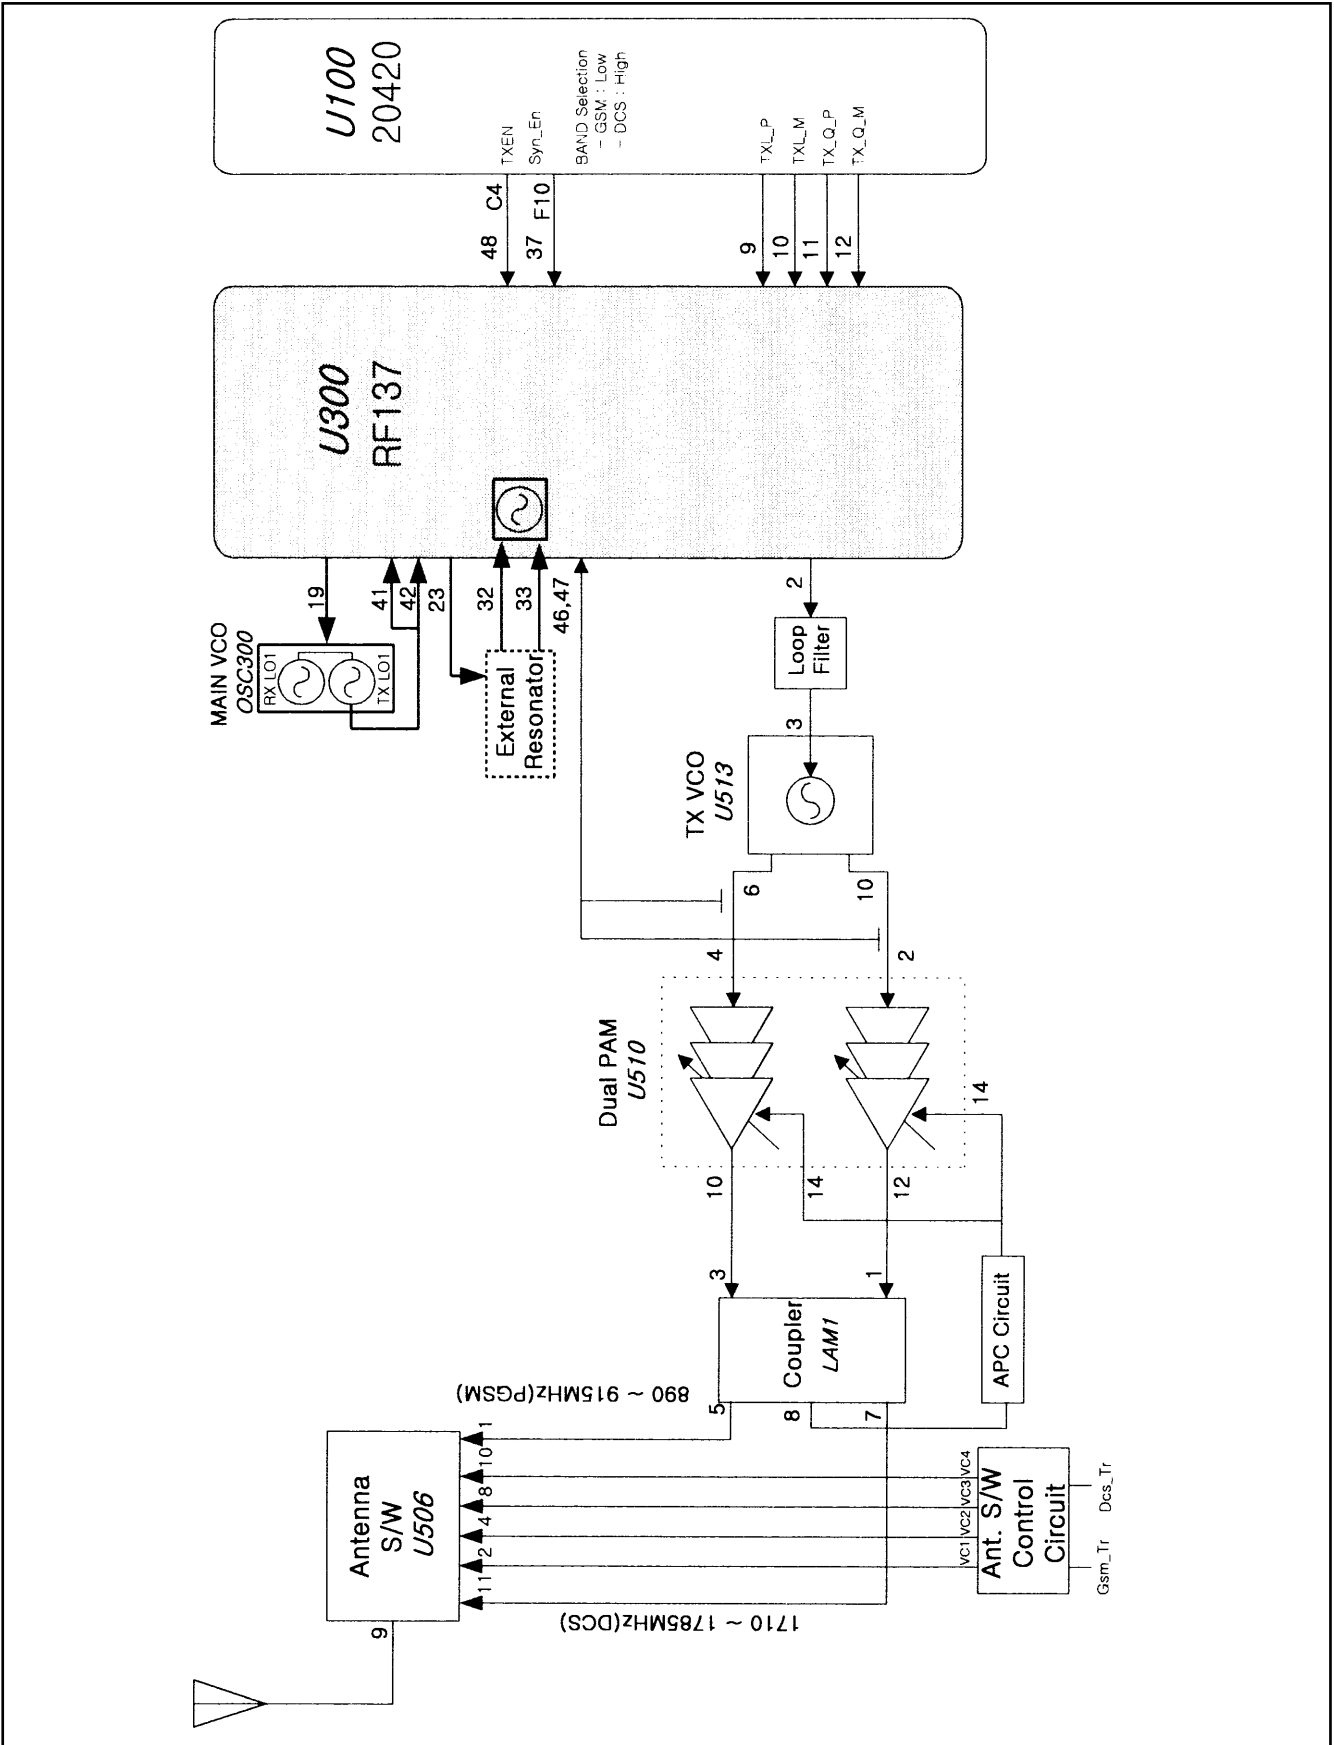 U100
20420
TXEN
Syn_En
BAND Selection
- GSM : Low
- DCS : High
TXI_P
TXI_M
TX_Q_P
TX_Q_M
C4
F10
48
37
9
10
11
12
U300
RF137
19
41
42
23
32
33
46,47
2
MAIN VCO
OSC300
RX LO1
TX LO1
External
Resonator
Loop
Filter
3
TX VCO
U513
6
10
4
2
Dual PAM
U510
14
10
14
12
3
1
Coupler
LAM1
APC Circuit
5
8
7
890 ~ 915MHz(PGSM)
1
10
8
4
2
11
Antenna
S/W
U506
9
1710 ~ 1785MHz(DCS)
VC1 VC2 VC3 VC4
Ant. S/W
Control
Circuit
Gsm_Tr
Dcs_Tr